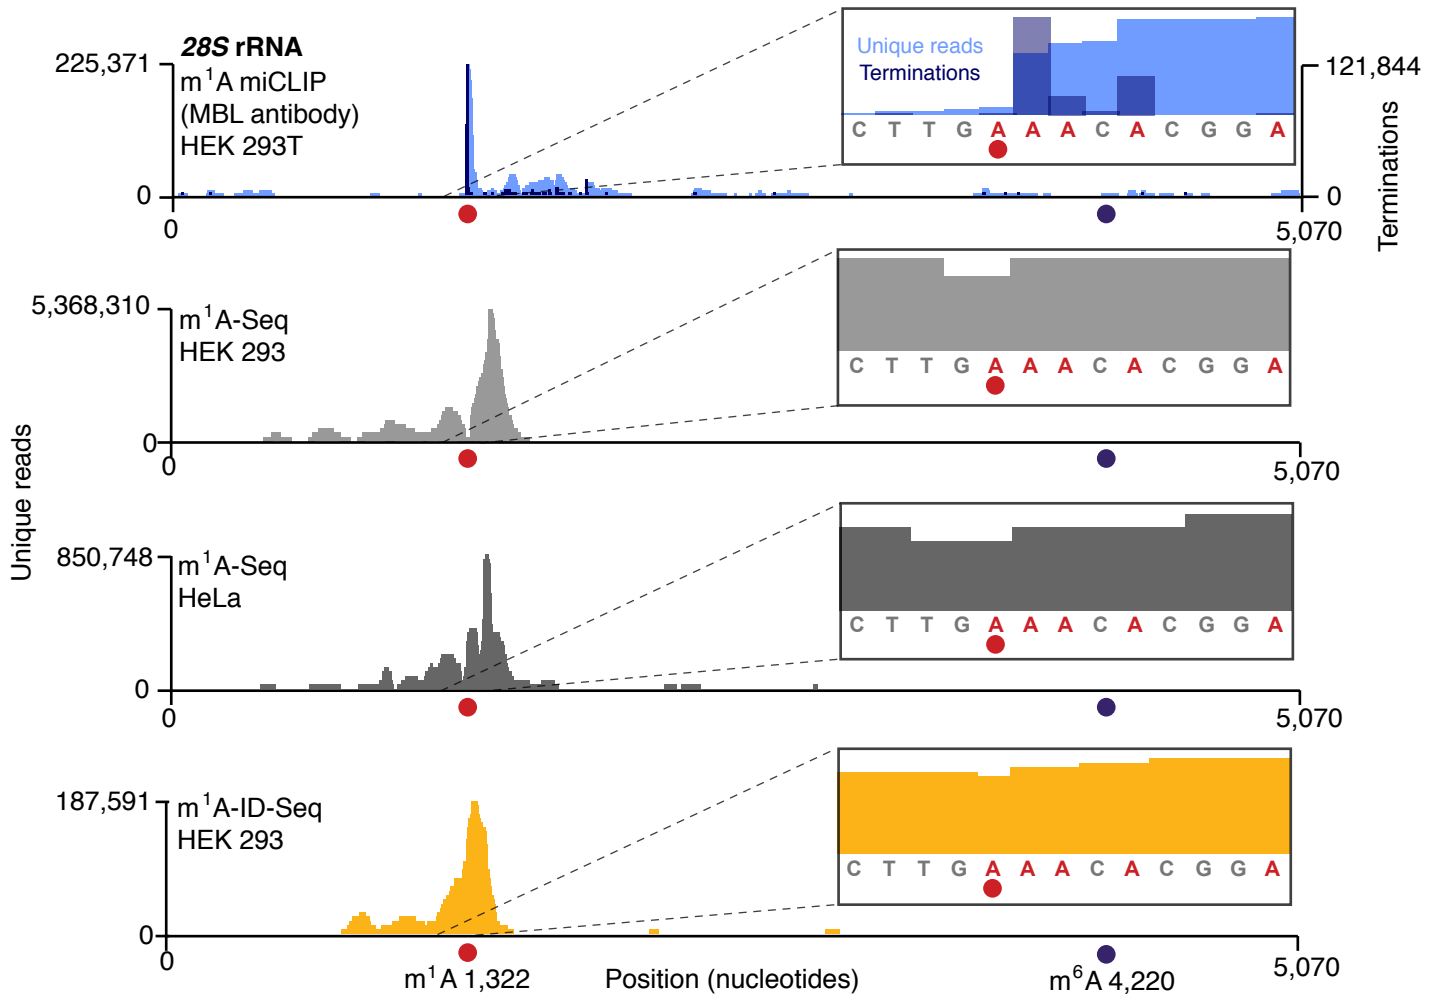 28S rRNA
225,371
m¹A miCLIP
(MBL antibody)
HEK 293T
0
0
5,070
Unique reads
Terminations
C T T G A A A C A C G G A
121,844
0
Terminations
5,368,310
m¹A-Seq
HEK 293
0
0
5,070
C T T G A A A C A C G G A
Unique reads
850,748
m¹A-Seq
HeLa
0
0
5,070
C T T G A A A C A C G G A
187,591
m¹A-ID-Seq
HEK 293
0
0
5,070
C T T G A A A C A C G G A
m¹A 1,322
Position (nucleotides)
m⁶A 4,220